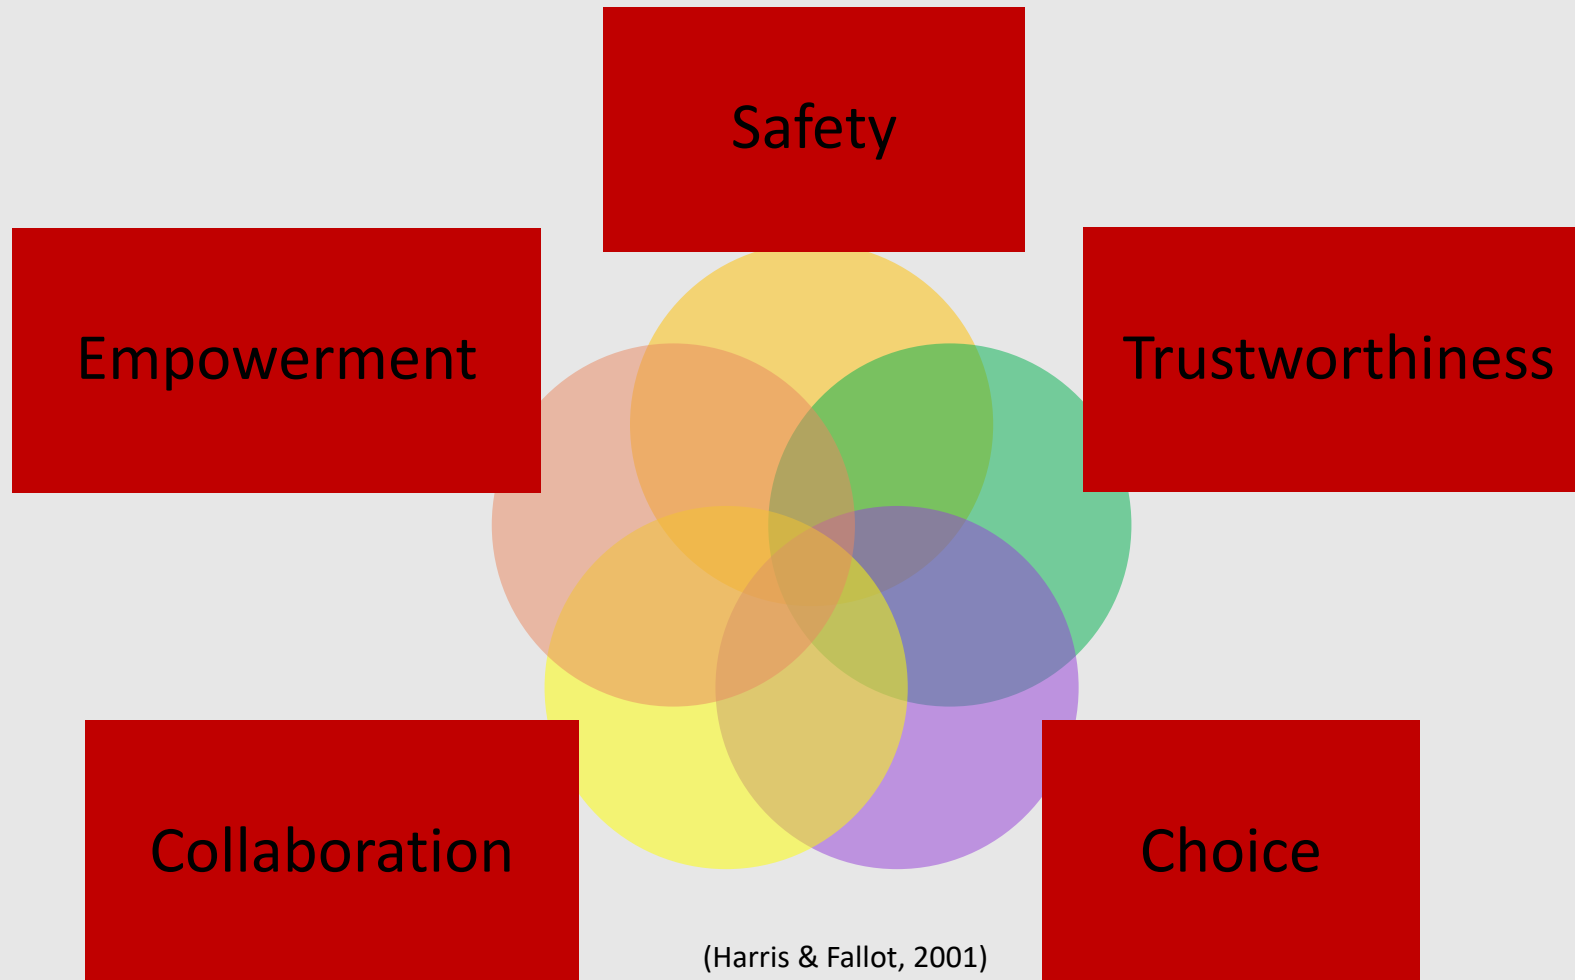 Safety
Empowerment
Trustworthiness
Collaboration
Choice
(Harris & Fallot, 2001)